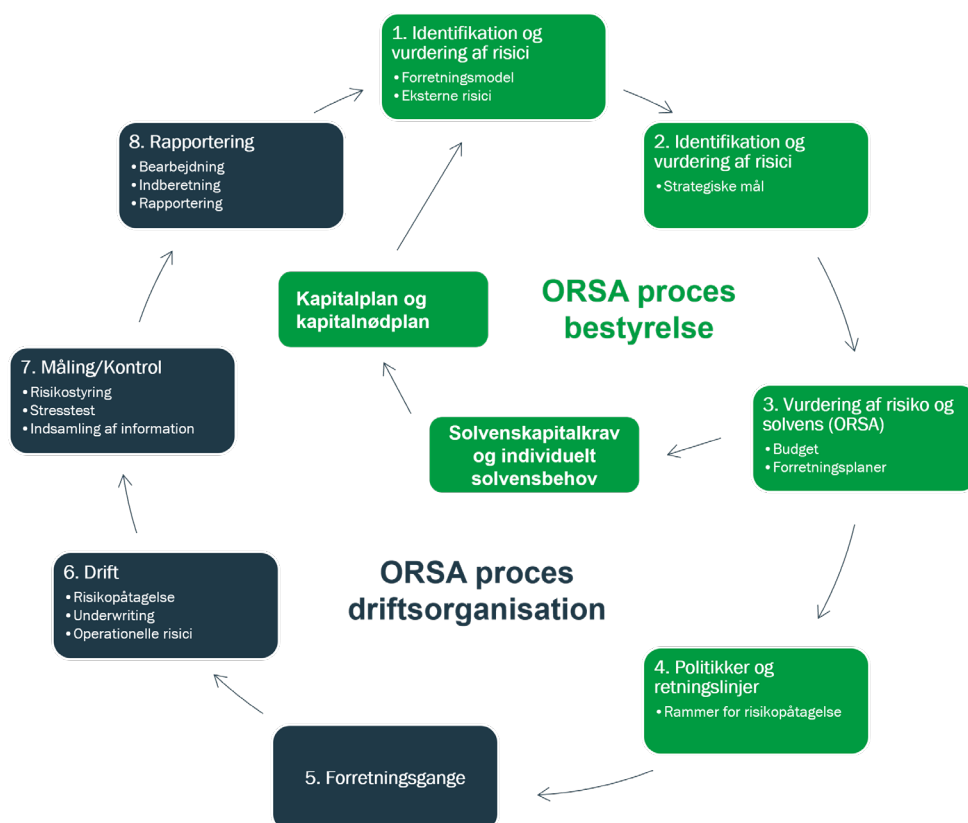 1. Identifikation og
vurdering af risici
• Forretningsmodel
• Eksterne risici
2. Identifikation og
vurdering af risici
• Strategiske mål
3. Vurdering af risiko og
solvens (ORSA)
• Budget
• Forretningsplaner
4. Politikker og
retningslinjer
• Rammer for risikopåtagelse
5. Forretningsgange
6. Drift
• Risikopåtagelse
• Underwriting
• Operationelle risici
7. Måling/Kontrol
• Risikostyring
• Stresstest
• Indsamling af information
8. Rapportering
• Bearbejdning
• Indberetning
• Rapportering
Kapitalplan og
kapitalnødplan
ORSA proces
bestyrelse
Solvenskapitalkrav
og individuelt
solvensbehov
ORSA proces
driftsorganisation